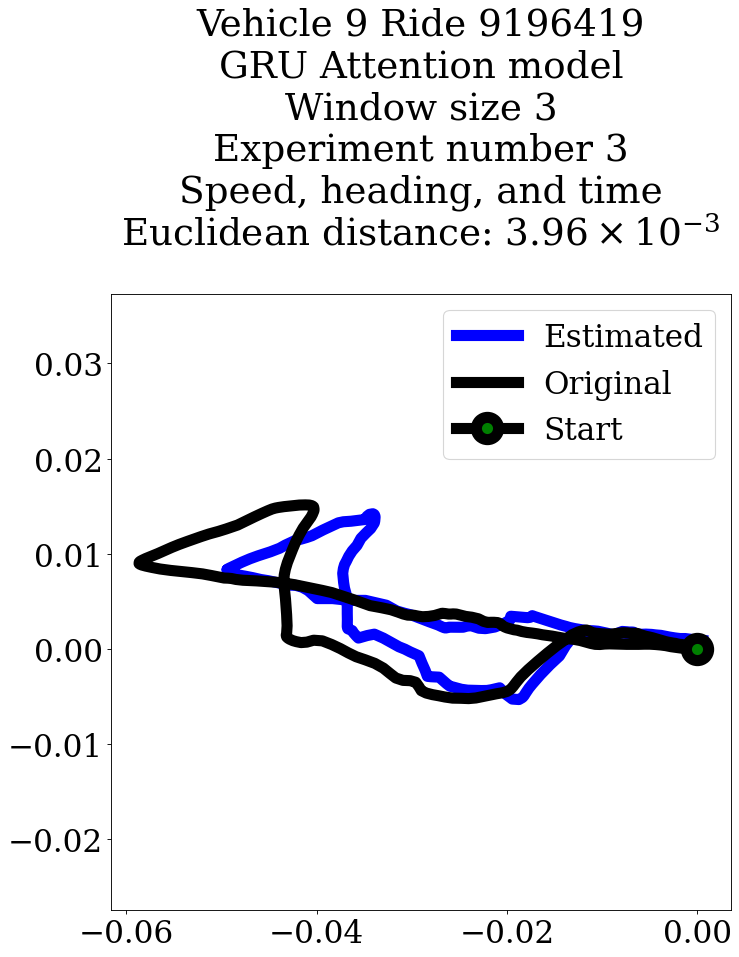 Vehicle 9 Ride 9196419
GRU Attention model
Window size 3
Experiment number 3
Speed, heading, and time
Euclidean distance: 3.96 × 10⁻³
Estimated
Original
Start
0.03
0.02
0.01
0.00
−0.01
−0.02
−0.06 −0.04 −0.02 0.00